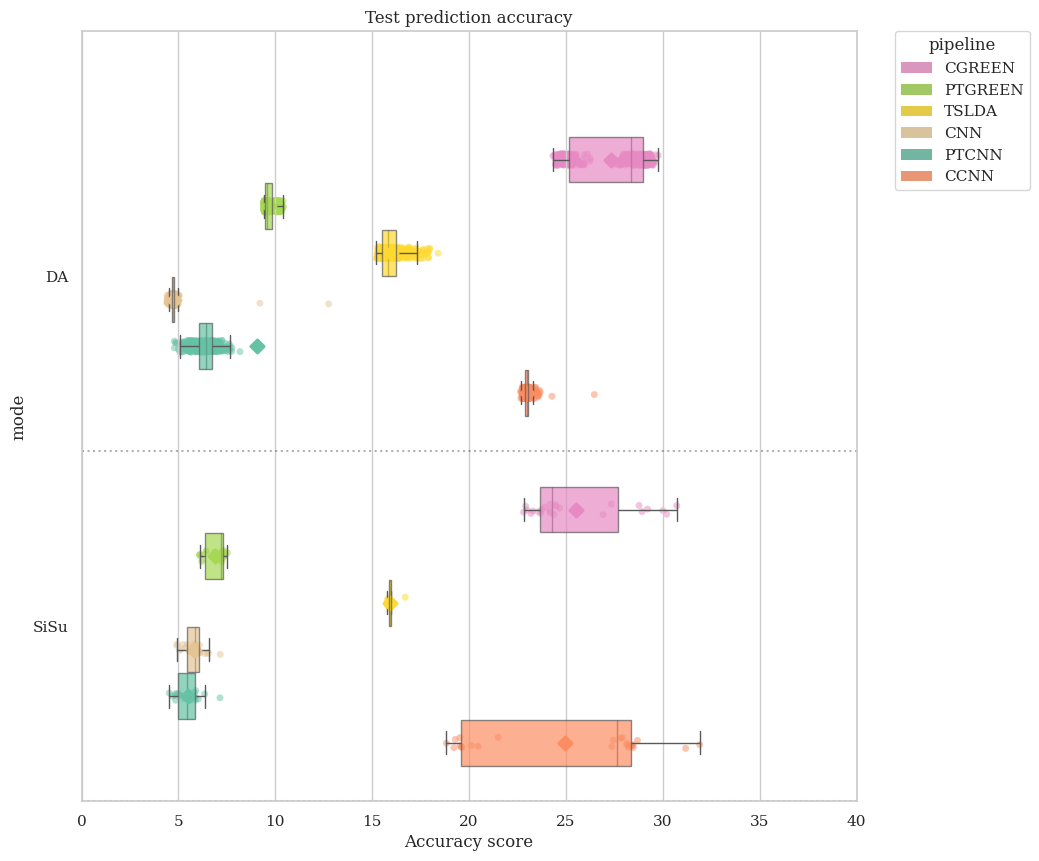 Test prediction accuracy
pipeline
CGREEN
PTGREEN
TSLDA
CNN
PTCNN
CCNN
DA
SiSu
mode
0 5 10 15 20 25 30 35 40
Accuracy score